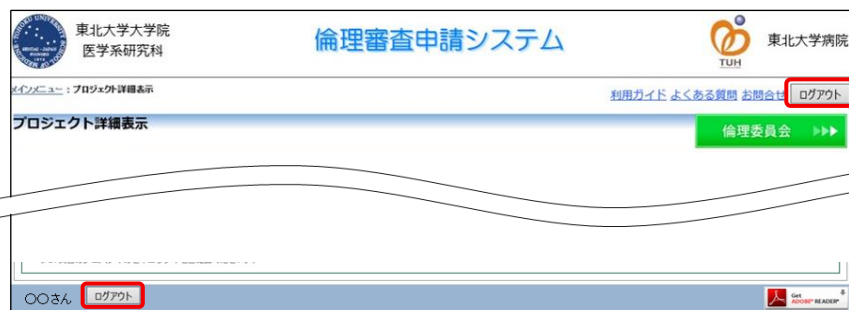 東北大学大学院
医学系研究科
倫理審査申請システム
TUH
東北大学病院
メインメニュー：プロジェクト詳細表示
利用ガイド よくある質問 お問合せ ログアウト
プロジェクト詳細表示
倫理委員会
〇〇さん ログアウト
Get
ADOBE® READER®